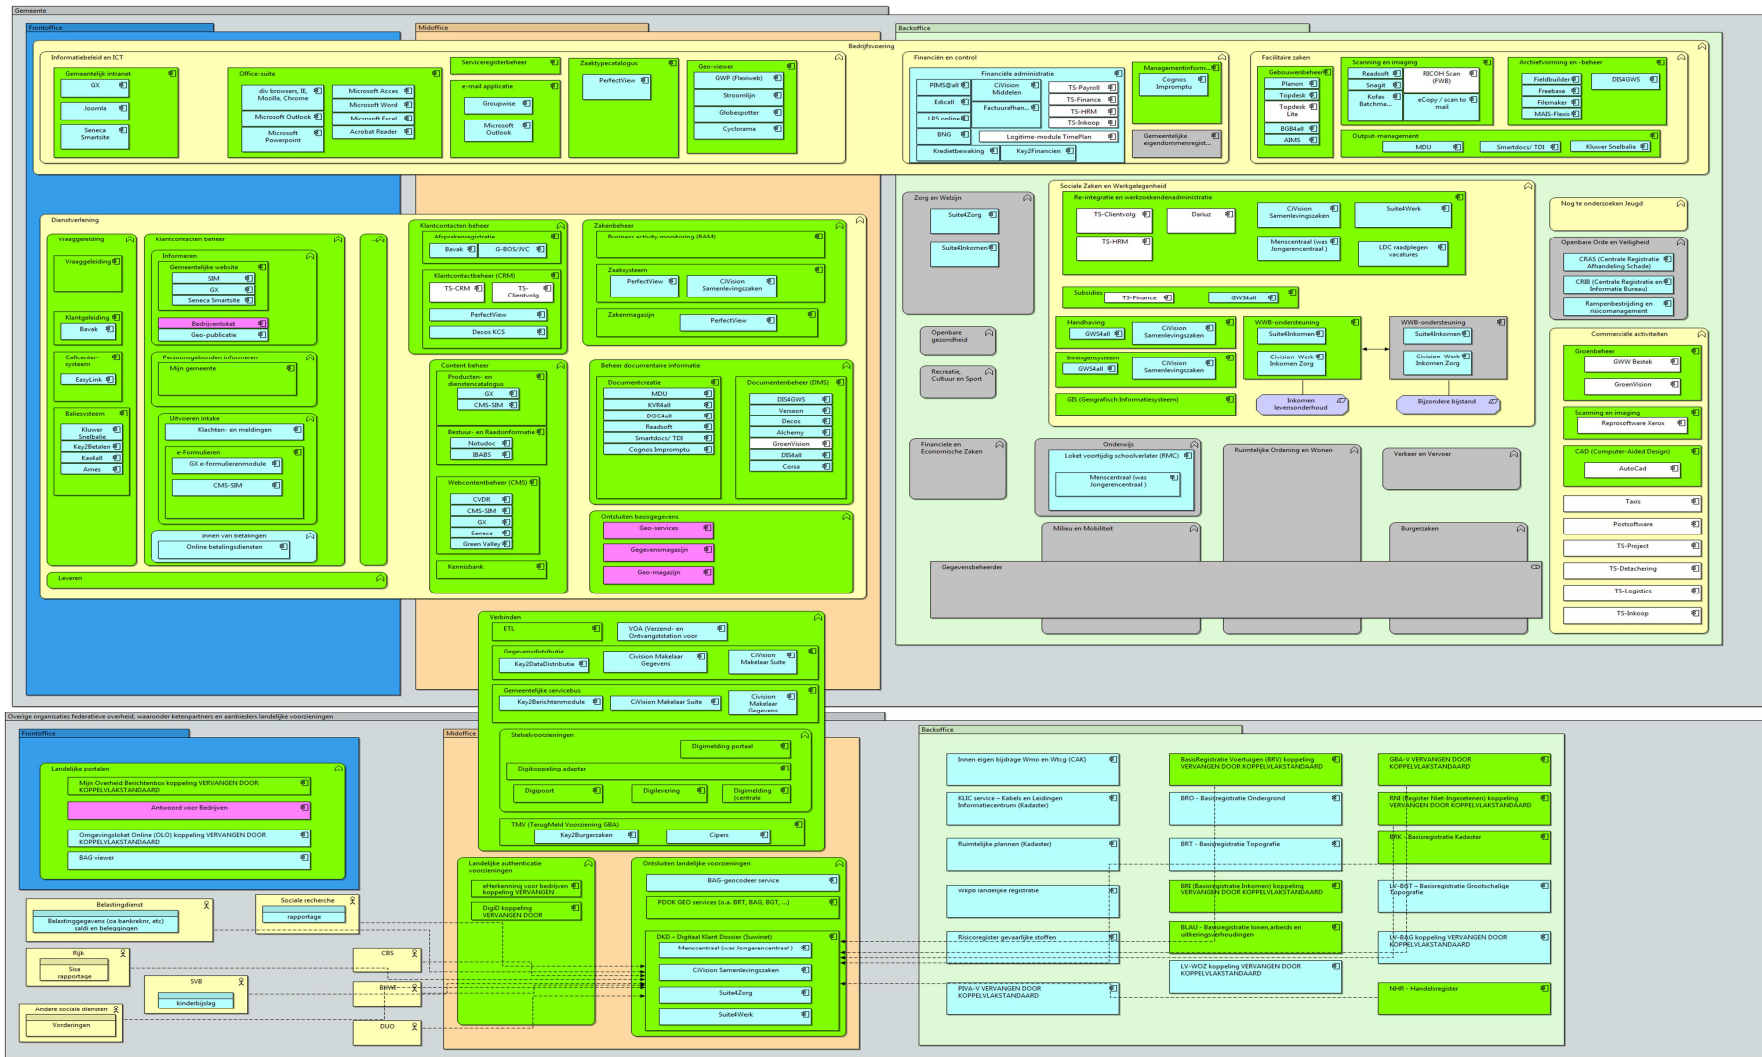 Gemeente
Frontoffice
Midoffice
Backoffice
Bedrijfsvoering
Informatiebeleid en ICT
Gemeentelijk intranet
GX
Joomla
Seneca
Smartsite
Office-suite
div browsers, IE,
Mozilla, Chrome
Microsoft Outlook
Microsoft
Powerpoint
Microsoft Acces
Microsoft Word
Microsoft Excel
Acrobat Reader
Serviceregisterbeheer
e-mail applicatie
Groupwise
Microsoft
Outlook
Zaaktypecatalogus
PerfectView
Geo-viewer
GWP (Flexiweb)
Stroomlijn
Globespotter
Cyclorama
Financiën en control
Financiële administratie
PIMS@all
Edicall
LPS online
BNG
Kredietbewaking
CiVision
Middelen
Factuurafhan...
TS-Payroll
TS-Finance
TS-HRM
TS-Inkoop
Logitime-module TimePlan
Key2Financien
Managementinform...
Cognos
Impromptu
Gemeentelijke
eigendommenregist...
Facilitaire zaken
Gebouwenbeheer
Planon
Topdesk
Topdesk
Lite
BGB4all
AIMS
Scanning en imaging
Readsoft
Snagit
Kofax
Batchma...
RICOH Scan
(FWB)
eCopy / scan to
mail
Archiefvorming en -beheer
Fieldbuilder
Freebase
Filemaker
MAIS-Flexis
DIS4GWS
Output-management
MDU
Smartdocs/ TDI
Kluwer Snelbalie
Dienstverlening
Vraaggeleiding
Vraaggeleiding
Klantgeleiding
Bavak
Callcenter-
systeem
EasyLink
Baliesysteem
Kluwer
Snelbalie
Key2Betalen
Kas4all
Ames
Klantcontacten beheer
Informeren
Gemeentelijke website
SIM
GX
Seneca Smartsite
Bedrijvenloket
Geo-publicatie
Persoonsgebonden informeren
Mijn gemeente
Uitvoeren intake
Klachten- en meldingen
e-Formulieren
GX e-formulierenmodule
CMS-SIM
Innen van betalingen
Online betalingsdiensten
Leveren
Klantcontacten beheer
Afsprakenregistratie
Bavak
G-BOS/JVC
Klantcontactbeheer (CRM)
TS-CRM
TS-
Clientvolg
PerfectView
Decos KCS
Content beheer
Producten- en
dienstencatalogus
GX
CMS-SIM
Bestuur- en Raadsinformatie
Notudoc
IBABS
Webcontentbeheer (CMS)
CVDR
CMS-SIM
GX
Seneca
Green Valley
Kennisbank
Zakenbeheer
Business activity monitoring (BAM)
Zaaksysteem
PerfectView
CiVision
Samenlevingszaken
Zakenmagazijn
PerfectView
Beheer documentaire informatie
Documentcreatie
MDU
KVR4all
DOC4all
Readsoft
Smartdocs/ TDI
Cognos Impromptu
Documentenbeheer (DMS)
DIS4GWS
Verseon
Decos
Alchemy
GroenVision
DIS4all
Corsa
Ontsluiten basisgegevens
Geo-services
Gegevensmagazijn
Geo-magazijn
Zorg en Welzijn
Suite4Zorg
Suite4Inkomen
Openbare
gezondheid
Recreatie,
Cultuur en Sport
Financiele en
Economische Zaken
Sociale Zaken en Werkgelegenheid
Re-integratie en werkzoekendenadministratie
TS-Clientvolg
Dariuz
CiVision
Samenlevingszaken
Suite4Werk
TS-HRM
Menscentraal (was
Jongerencentraal )
LDC raadplegen
vacatures
Subsidies
TS-Finance
GWS4all
Handhaving
GWS4all
CiVision
Samenlevingszaken
Inningensysteem
GWS4all
CiVision
Samenlevingszaken
GIS (Geografisch Informatiesysteem)
WWB-ondersteuning
Suite4Inkomen
Civision Werk
Inkomen Zorg
WWB-ondersteuning
Suite4Inkomen
Civision Werk
Inkomen Zorg
Inkomen
levensonderhoud
Bijzondere bijstand
Onderwijs
Loket voortijdig schoolverlater (RMC)
Menscentraal (was
Jongerencentraal )
Ruimtelijke Ordening en Wonen
Verkeer en Vervoer
Milieu en Mobiliteit
Burgerzaken
Gegevensbeheerder
Nog te onderzoeken Jeugd
Openbare Orde en Veiligheid
CRAS (Centrale Registratie
Afhandeling Schade)
CRIB (Centrale Registratie en
Informatie Bureau)
Rampenbestrijding en
risicomanagement
Commerciële activiteiten
Groenbeheer
GWW Bestek
GroenVision
Scanning en imaging
Reprosoftware Xerox
CAD (Computer-Aided Design)
AutoCad
Taxis
Postsoftware
TS-Project
TS-Detachering
TS-Logistics
TS-Inkoop
Verbinden
ETL
VOA (Verzend- en
Ontvangststation voor
Gegevensdistributie
Key2DataDistributie
Civision Makelaar
Gegevens
CiVision
Makelaar Suite
Gemeentelijke servicebus
Key2Berichtenmodule
CiVision Makelaar Suite
Civision
Makelaar
Gegevens
Stelselvoorzieningen
Digimelding portaal
Digikoppeling adapter
Digipoort
Digilevering
Digimelding
(centrale
TMV (TerugMeld Voorziening GBA)
Key2Burgerzaken
Cipers
Overige organisaties federatieve overheid, waaronder ketenpartners en aanbieders landelijke voorzieningen
Frontoffice
Midoffice
Backoffice
Landelijke portalen
Mijn Overheid Berichtenbox koppeling VERVANGEN DOOR
KOPPELVLAKSTANDAARD
Antwoord voor Bedrijven
Omgevingsloket Online (OLO) koppeling VERVANGEN DOOR
KOPPELVLAKSTANDAARD
BAG viewer
Belastingdienst
Belastinggegevens (oa bankreknr, etc)
saldi en beleggingen
Sociale recherche
rapportage
Rijk
Sisa
rapportage
SVB
kinderbijslag
Andere sociale diensten
Vorderingen
CBS
BKWI
DUO
Landelijke authenticatie
voorzieningen
eHerkenning voor bedrijven
koppeling VERVANGEN
DigiD koppeling
VERVANGEN DOOR
Ontsluiten landelijke voorzieningen
BAG-geocodeer service
PDOK GEO services (o.a. BRT, BAG, BGT, ...)
DKD – Digitaal Klant Dossier (Suwinet)
Menscentraal (was Jongerencentraal )
CiVision Samenlevingszaken
Suite4Zorg
Suite4Werk
Innen eigen bijdrage Wmo en Wtcg (CAK)
KLIC service – Kabels en Leidingen
Informatiecentrum (Kadaster)
Ruimtelijke plannen (Kadaster)
Wkpb landelijke registratie
Risicoregister gevaarlijke stoffen
PIVA-V VERVANGEN DOOR
KOPPELVLAKSTANDAARD
BasisRegistratie Voertuigen (BRV) koppeling
VERVANGEN DOOR KOPPELVLAKSTANDAARD
BRO - Basisregistratie Ondergrond
BRT - Basisregistratie Topografie
BRI (Basisregistratie Inkomen) koppeling
VERVANGEN DOOR KOPPELVLAKSTANDAARD
BLAU - Basisregistratie lonen,arbeids en
uitkeringsverhoudingen
LV-WOZ koppeling VERVANGEN DOOR
KOPPELVLAKSTANDAARD
GBA-V VERVANGEN DOOR
KOPPELVLAKSTANDAARD
RNI (Register Niet-Ingezetenen) koppeling
VERVANGEN DOOR KOPPELVLAKSTANDAARD
BRK - Basisregistratie Kadaster
LV-BGT – Basisregistratie Grootschalige
Topografie
LV-BAG koppeling VERVANGEN DOOR
KOPPELVLAKSTANDAARD
NHR - Handelsregister